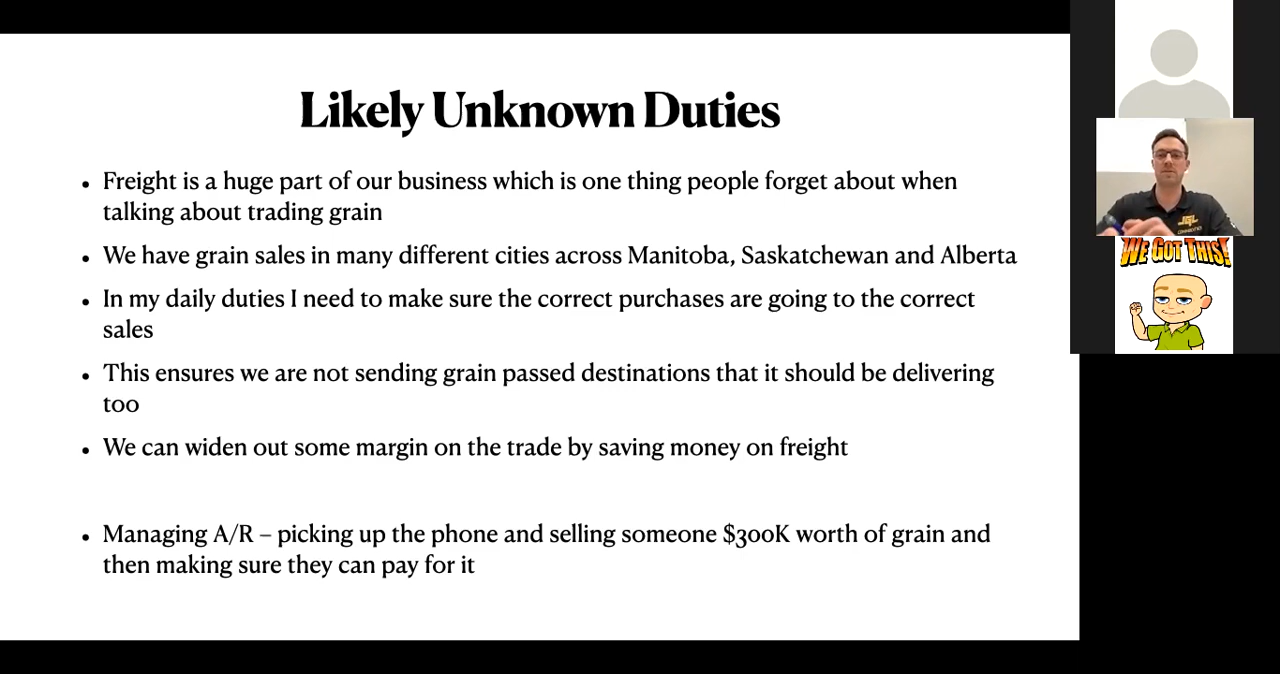 Likely Unknown Duties
• Freight is a huge part of our business which is one thing people forget about when
talking about trading grain
• We have grain sales in many different cities across Manitoba, Saskatchewan and Alberta
• In my daily duties I need to make sure the correct purchases are going to the correct
sales
• This ensures we are not sending grain passed destinations that it should be delivering
too
• We can widen out some margin on the trade by saving money on freight
• Managing A/R – picking up the phone and selling someone $300K worth of grain and
then making sure they can pay for it
JGL
WE GOT THIS!